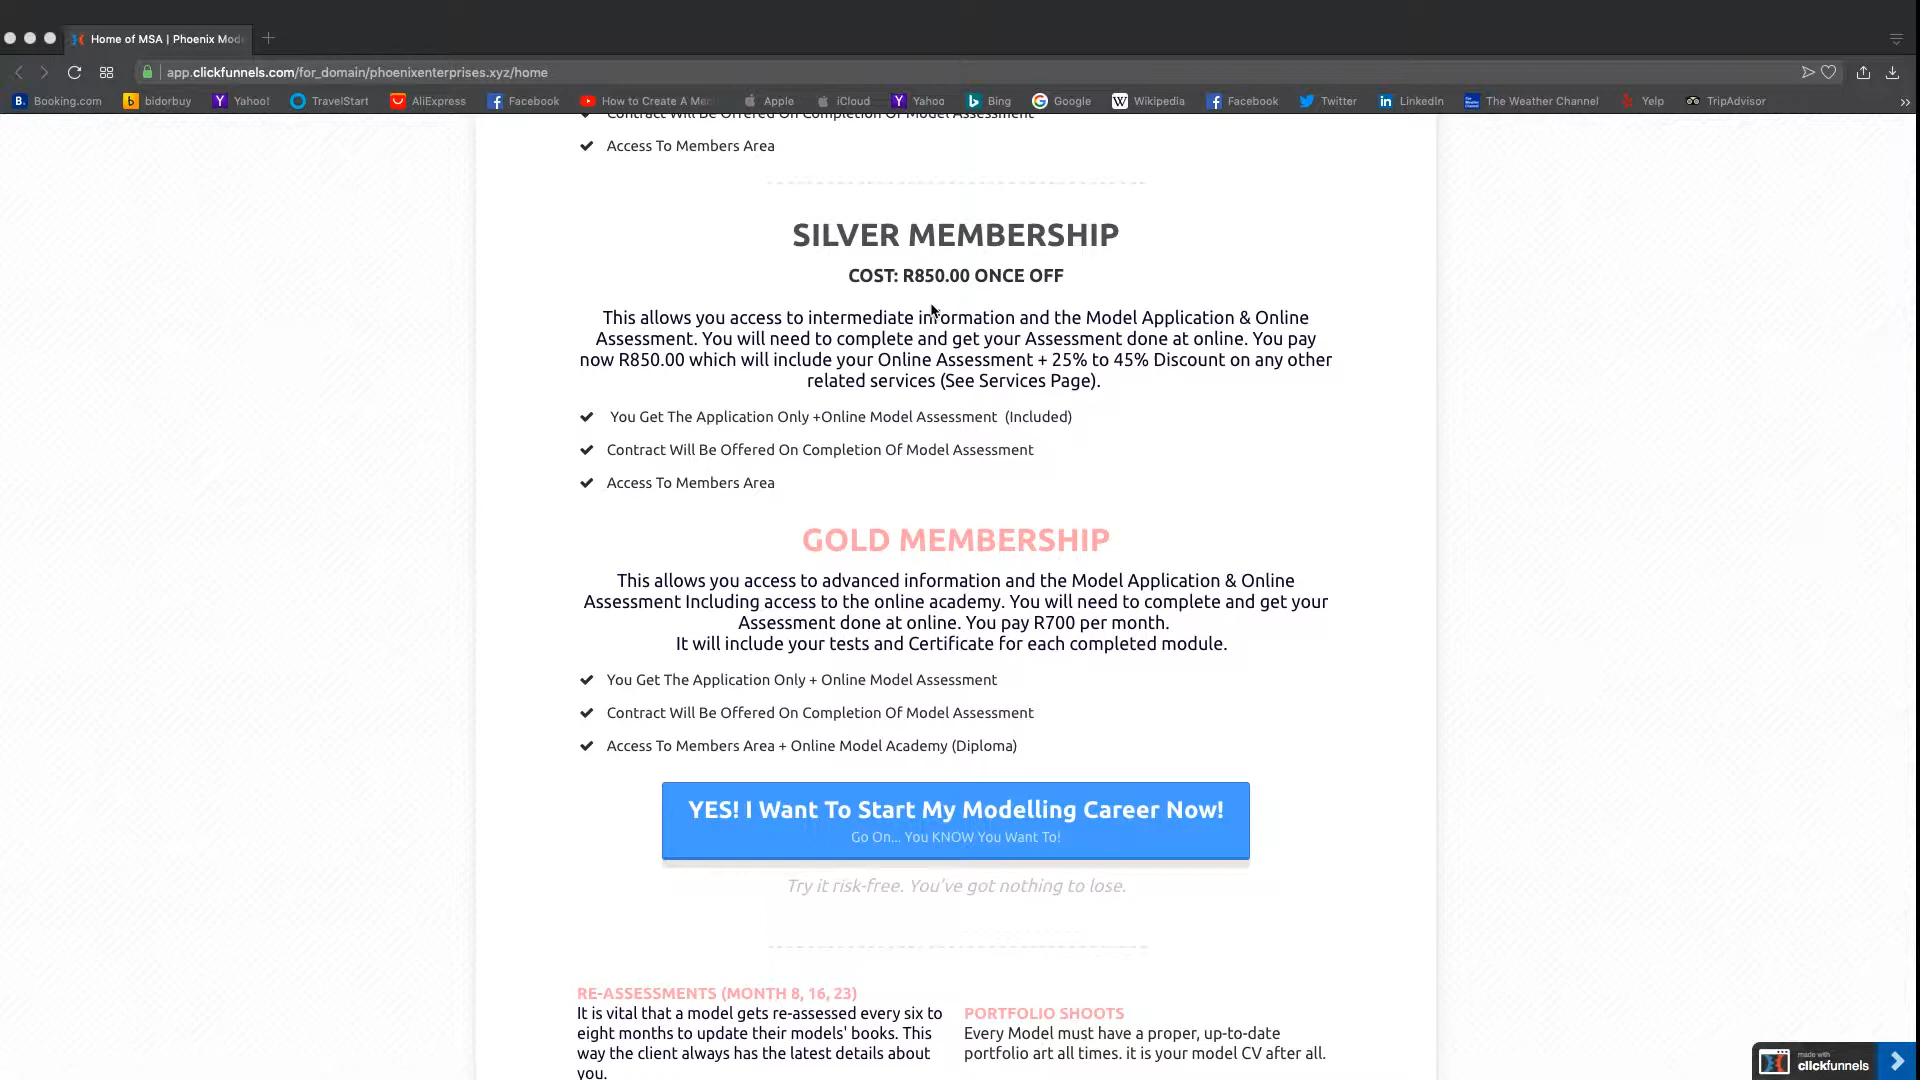 Home of MSA | Phoenix Mod
app.clickfunnels.com/for_domain/phoenixenterprises.xyz/home
Booking.com bidorbuy Yahoo! TravelStart AliExpress Facebook How to Create A Me Apple iCloud Yahoo Bing Google Wikipedia Facebook Twitter LinkedIn The Weather Channel Yelp TripAdvisor
Contract Will Be Offered On Completion Of Model Assessment
Access To Members Area
SILVER MEMBERSHIP
COST: R850.00 ONCE OFF
This allows you access to intermediate information and the Model Application & Online
Assessment. You will need to complete and get your Assessment done at online. You pay
now R850.00 which will include your Online Assessment + 25% to 45% Discount on any other
related services (See Services Page).
You Get The Application Only +Online Model Assessment (Included)
Contract Will Be Offered On Completion Of Model Assessment
Access To Members Area
GOLD MEMBERSHIP
This allows you access to advanced information and the Model Application & Online
Assessment Including access to the online academy. You will need to complete and get your
Assessment done at online. You pay R700 per month.
It will include your tests and Certificate for each completed module.
You Get The Application Only + Online Model Assessment
Contract Will Be Offered On Completion Of Model Assessment
Access To Members Area + Online Model Academy (Diploma)
YES! I Want To Start My Modelling Career Now!
Go On... You KNOW You Want To!
Try it risk-free. You've got nothing to lose.
RE-ASSESSMENTS (MONTH 8, 16, 23)
It is vital that a model gets re-assessed every six to
eight months to update their models' books. This
way the client always has the latest details about
you.
PORTFOLIO SHOOTS
Every Model must have a proper, up-to-date
portfolio art all times. it is your model CV after all.
made with
clickfunnels